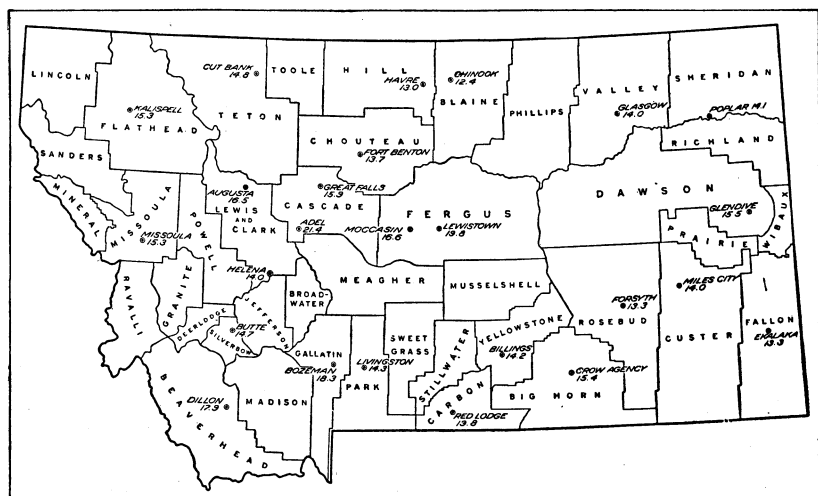 LINCOLN
CUT BANK
14.8
TOOLE
HILL
HAVRE
13.0
CHINOOK
12.4
BLAINE
PHILLIPS
VALLEY
GLASGOW
14.0
SHERIDAN
POPLAR 14.1
KALISPELL
15.3
FLATHEAD
TETON
CHOUTEAU
FORT BENTON
13.7
RICHLAND
SANDERS
MINERAL
MISSOULA
MISSOULA
15.3
POWELL
AUGUSTA
16.5
LEWIS
AND
CLARK
GREAT FALLS
15.9
CASCADE
ADEL
21.4
FERGUS
MOCCASIN
16.6
LEWISTOWN
19.8
DAWSON
GLENDIVE
15.5
PRAIRIE
WIBAUX
HELENA
14.0
RAVALLI
GRANITE
DEERLODGE
SILVERBOW
JEFFERSON
BUTTE
14.7
BROAD-
WATER
MEAGHER
MUSSELSHELL
FORSYTH
13.3
ROSEBUD
MILES CITY
14.0
CUSTER
FALLON
EKALAKA
13.3
GALLATIN
BOZEMAN
18.3
LIVINGSTON
14.3
PARK
SWEET
GRASS
STILLWATER
YELLOWSTONE
BILLINGS
14.2
CROW AGENCY
15.4
BIG HORN
CARBON
RED LODGE
13.8
DILLON
17.9
BEAVERHEAD
MADISON